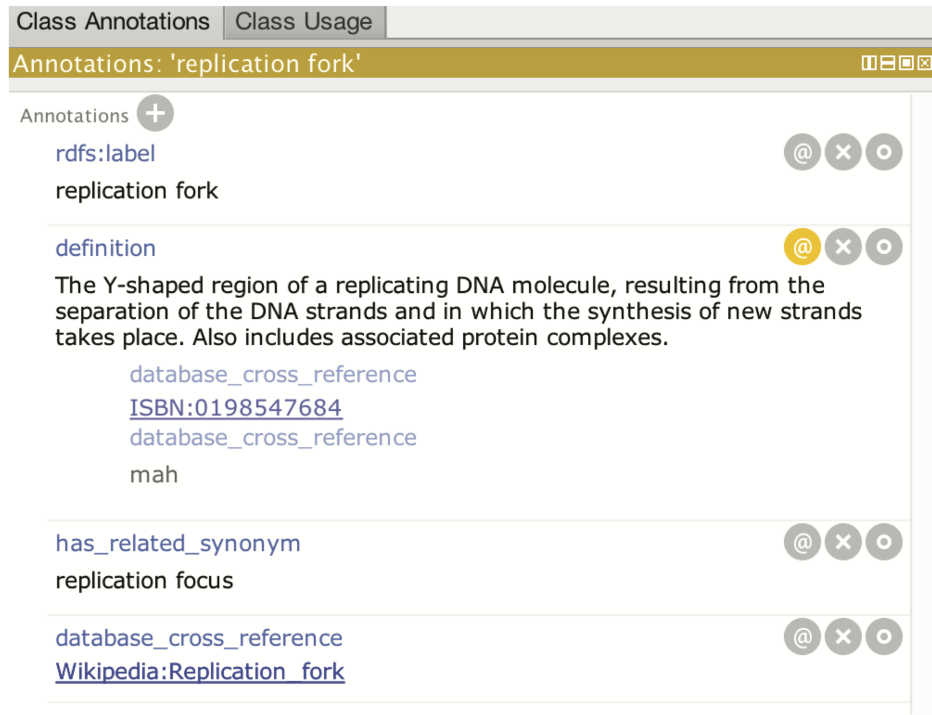 Class Annotations Class Usage
Annotations: 'replication fork'
Annotations
rdfs:label
replication fork
definition
The Y-shaped region of a replicating DNA molecule, resulting from the
separation of the DNA strands and in which the synthesis of new strands
takes place. Also includes associated protein complexes.
database_cross_reference
ISBN:0198547684
database_cross_reference
mah
has_related_synonym
replication focus
database_cross_reference
Wikipedia:Replication_fork